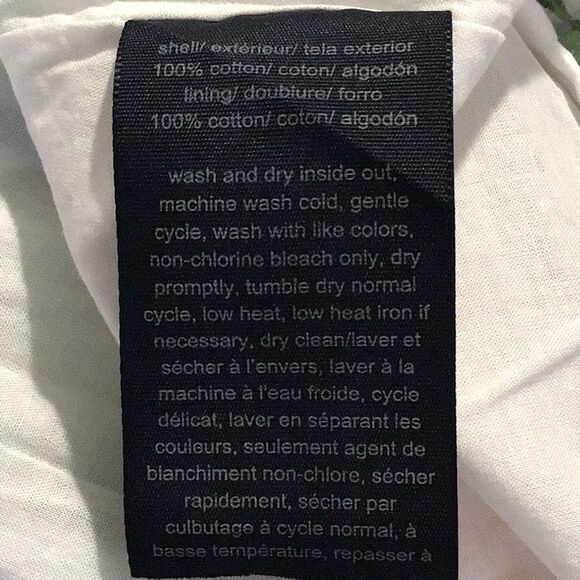 shell/ extérieur/ tela exterior
100% cotton/ coton/ algodón
lining/ doublure/ forro
100% cotton/ coton/ algodón
wash and dry inside out,
machine wash cold, gentle
cycle, wash with like colors,
non-chlorine bleach only, dry
promptly, tumble dry normal
cycle, low heat, low heat iron if
necessary, dry clean/laver et
sécher à l'envers, laver à la
machine à l'eau froide, cycle
délicat, laver en séparant les
couleurs, seulement agent de
blanchiment non-chlore, sécher
rapidement, sécher par
culbutage à cycle normal, à
basse température, repasser à